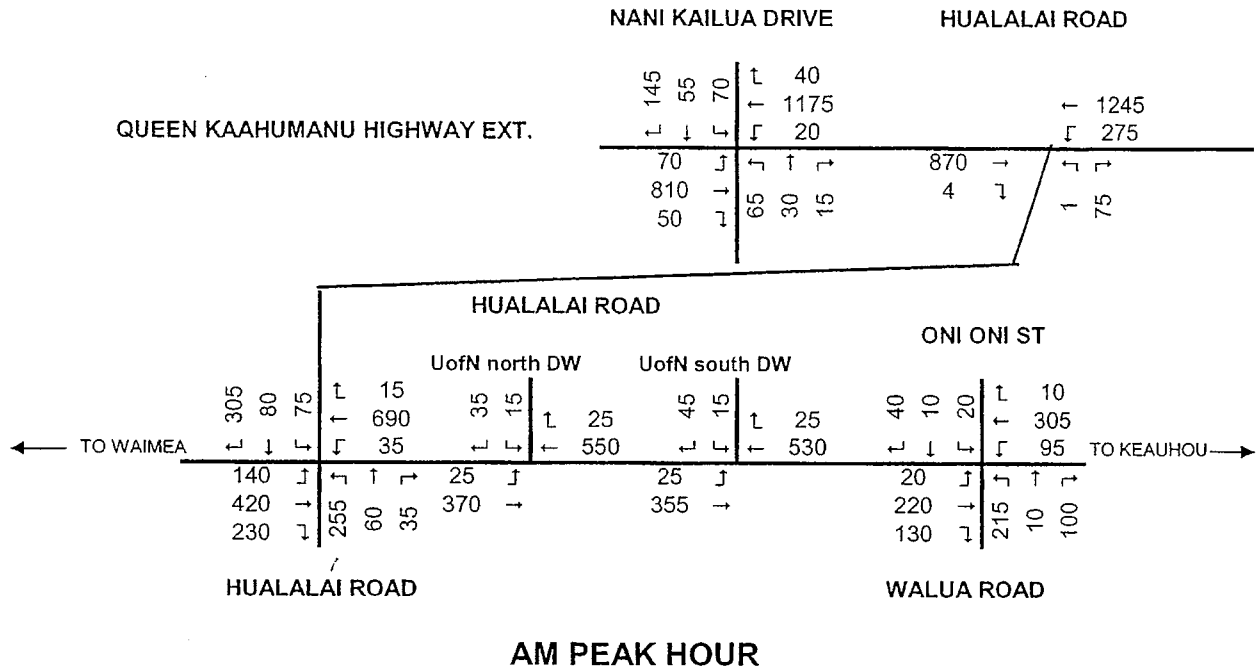 NANI KAILUA DRIVE HUALALAI ROAD
QUEEN KAAHUMANU HIGHWAY EXT.
145 55 70
↵ ↓ ↳
↑ 40
← 1175
↓ 20
70
810 →
50
65 30 15
← 1245
275
870 →
4
1 75
HUALALAI ROAD
ONI ONI ST
UofN north DW UofN south DW
← TO WAIMEA
305 80 75
15
← 690
35
140
420 →
230
255 60 35
35 15
25
← 550
25
370 →
45 15
25
← 530
25
355 →
40 10 20
10
← 305
95
20
220 →
130
215 10 100
TO KEAUHOU →
HUALALAI ROAD WALUA ROAD
AM PEAK HOUR